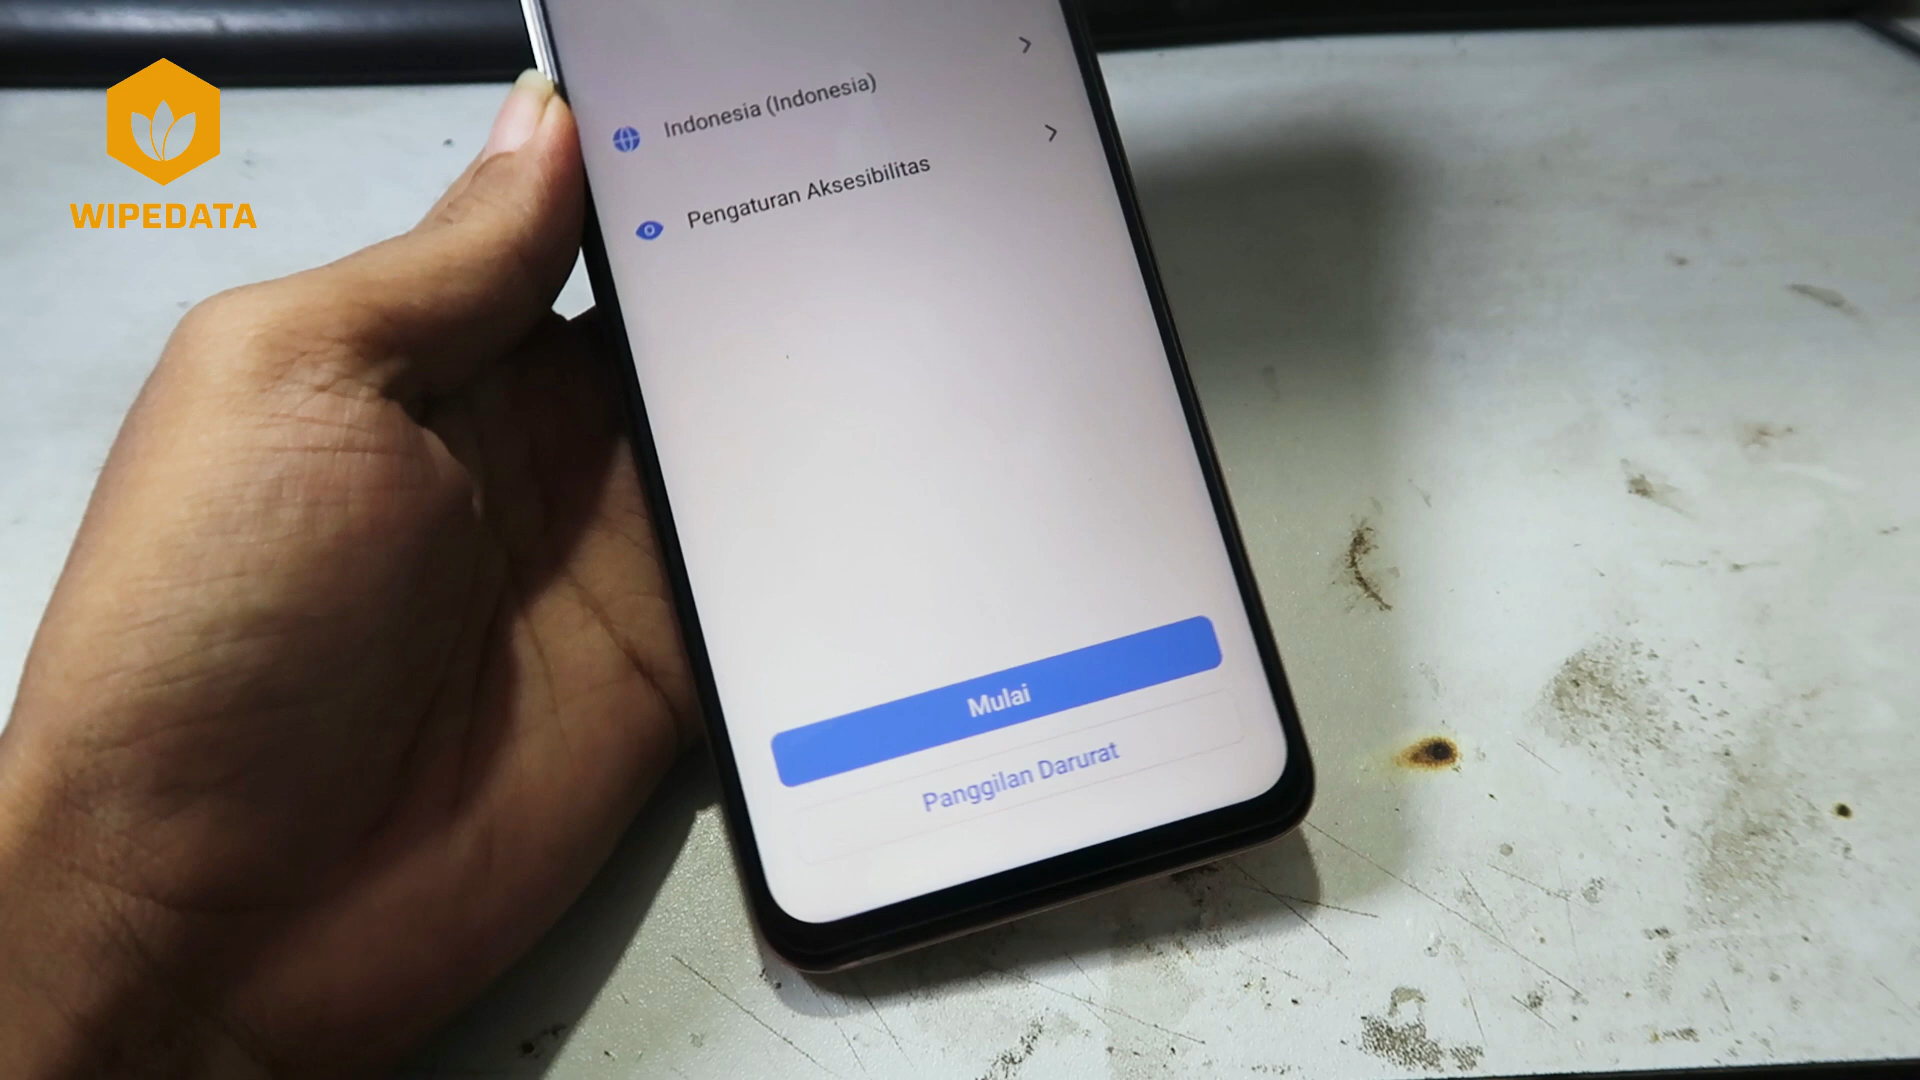 WIPEDATA
Indonesia (Indonesia)
Pengaturan Aksesibilitas
Mulai
Panggilan Darurat